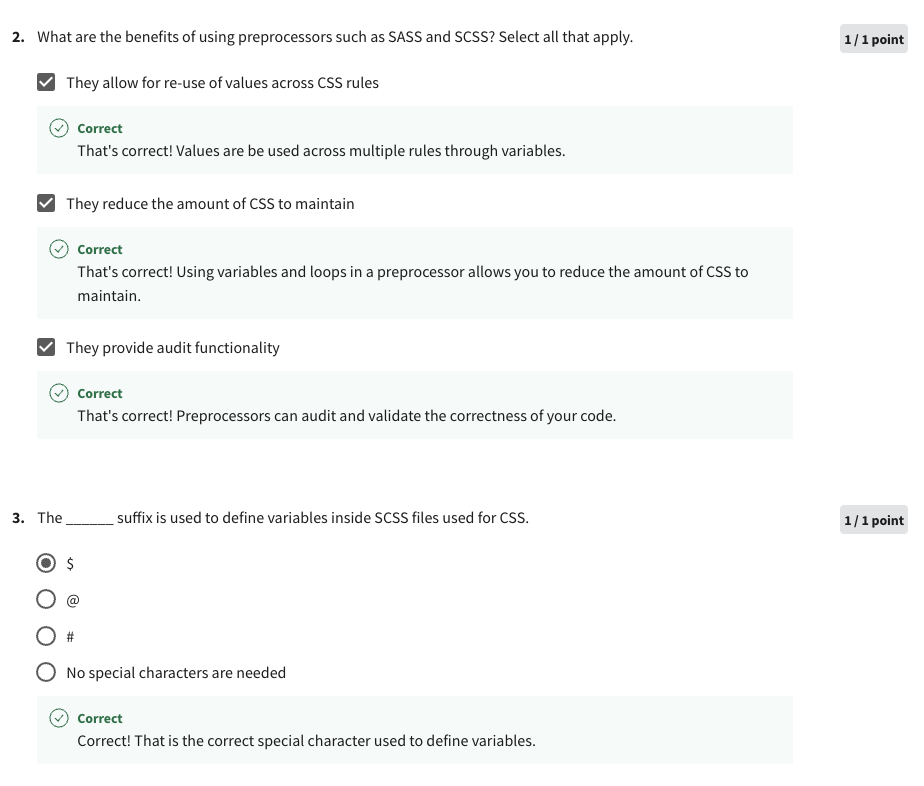 2. What are the benefits of using preprocessors such as SASS and SCSS? Select all that apply.
1 / 1 point
They allow for re-use of values across CSS rules
Correct
That's correct! Values are be used across multiple rules through variables.
They reduce the amount of CSS to maintain
Correct
That's correct! Using variables and loops in a preprocessor allows you to reduce the amount of CSS to
maintain.
They provide audit functionality
Correct
That's correct! Preprocessors can audit and validate the correctness of your code.
3. The ______ suffix is used to define variables inside SCSS files used for CSS.
1 / 1 point
$
@
#
No special characters are needed
Correct
Correct! That is the correct special character used to define variables.